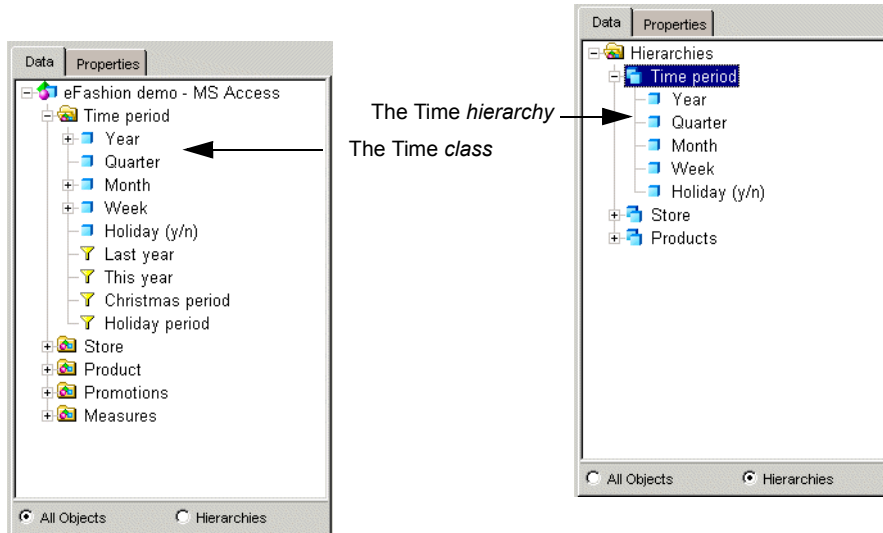 Data Properties
eFashion demo - MS Access
Time period
Year
Quarter
Month
Week
Holiday (y/n)
Last year
This year
Christmas period
Holiday period
Store
Product
Promotions
Measures
All Objects Hierarchies
The Time hierarchy
The Time class
Data Properties
Hierarchies
Time period
Year
Quarter
Month
Week
Holiday (y/n)
Store
Products
All Objects Hierarchies